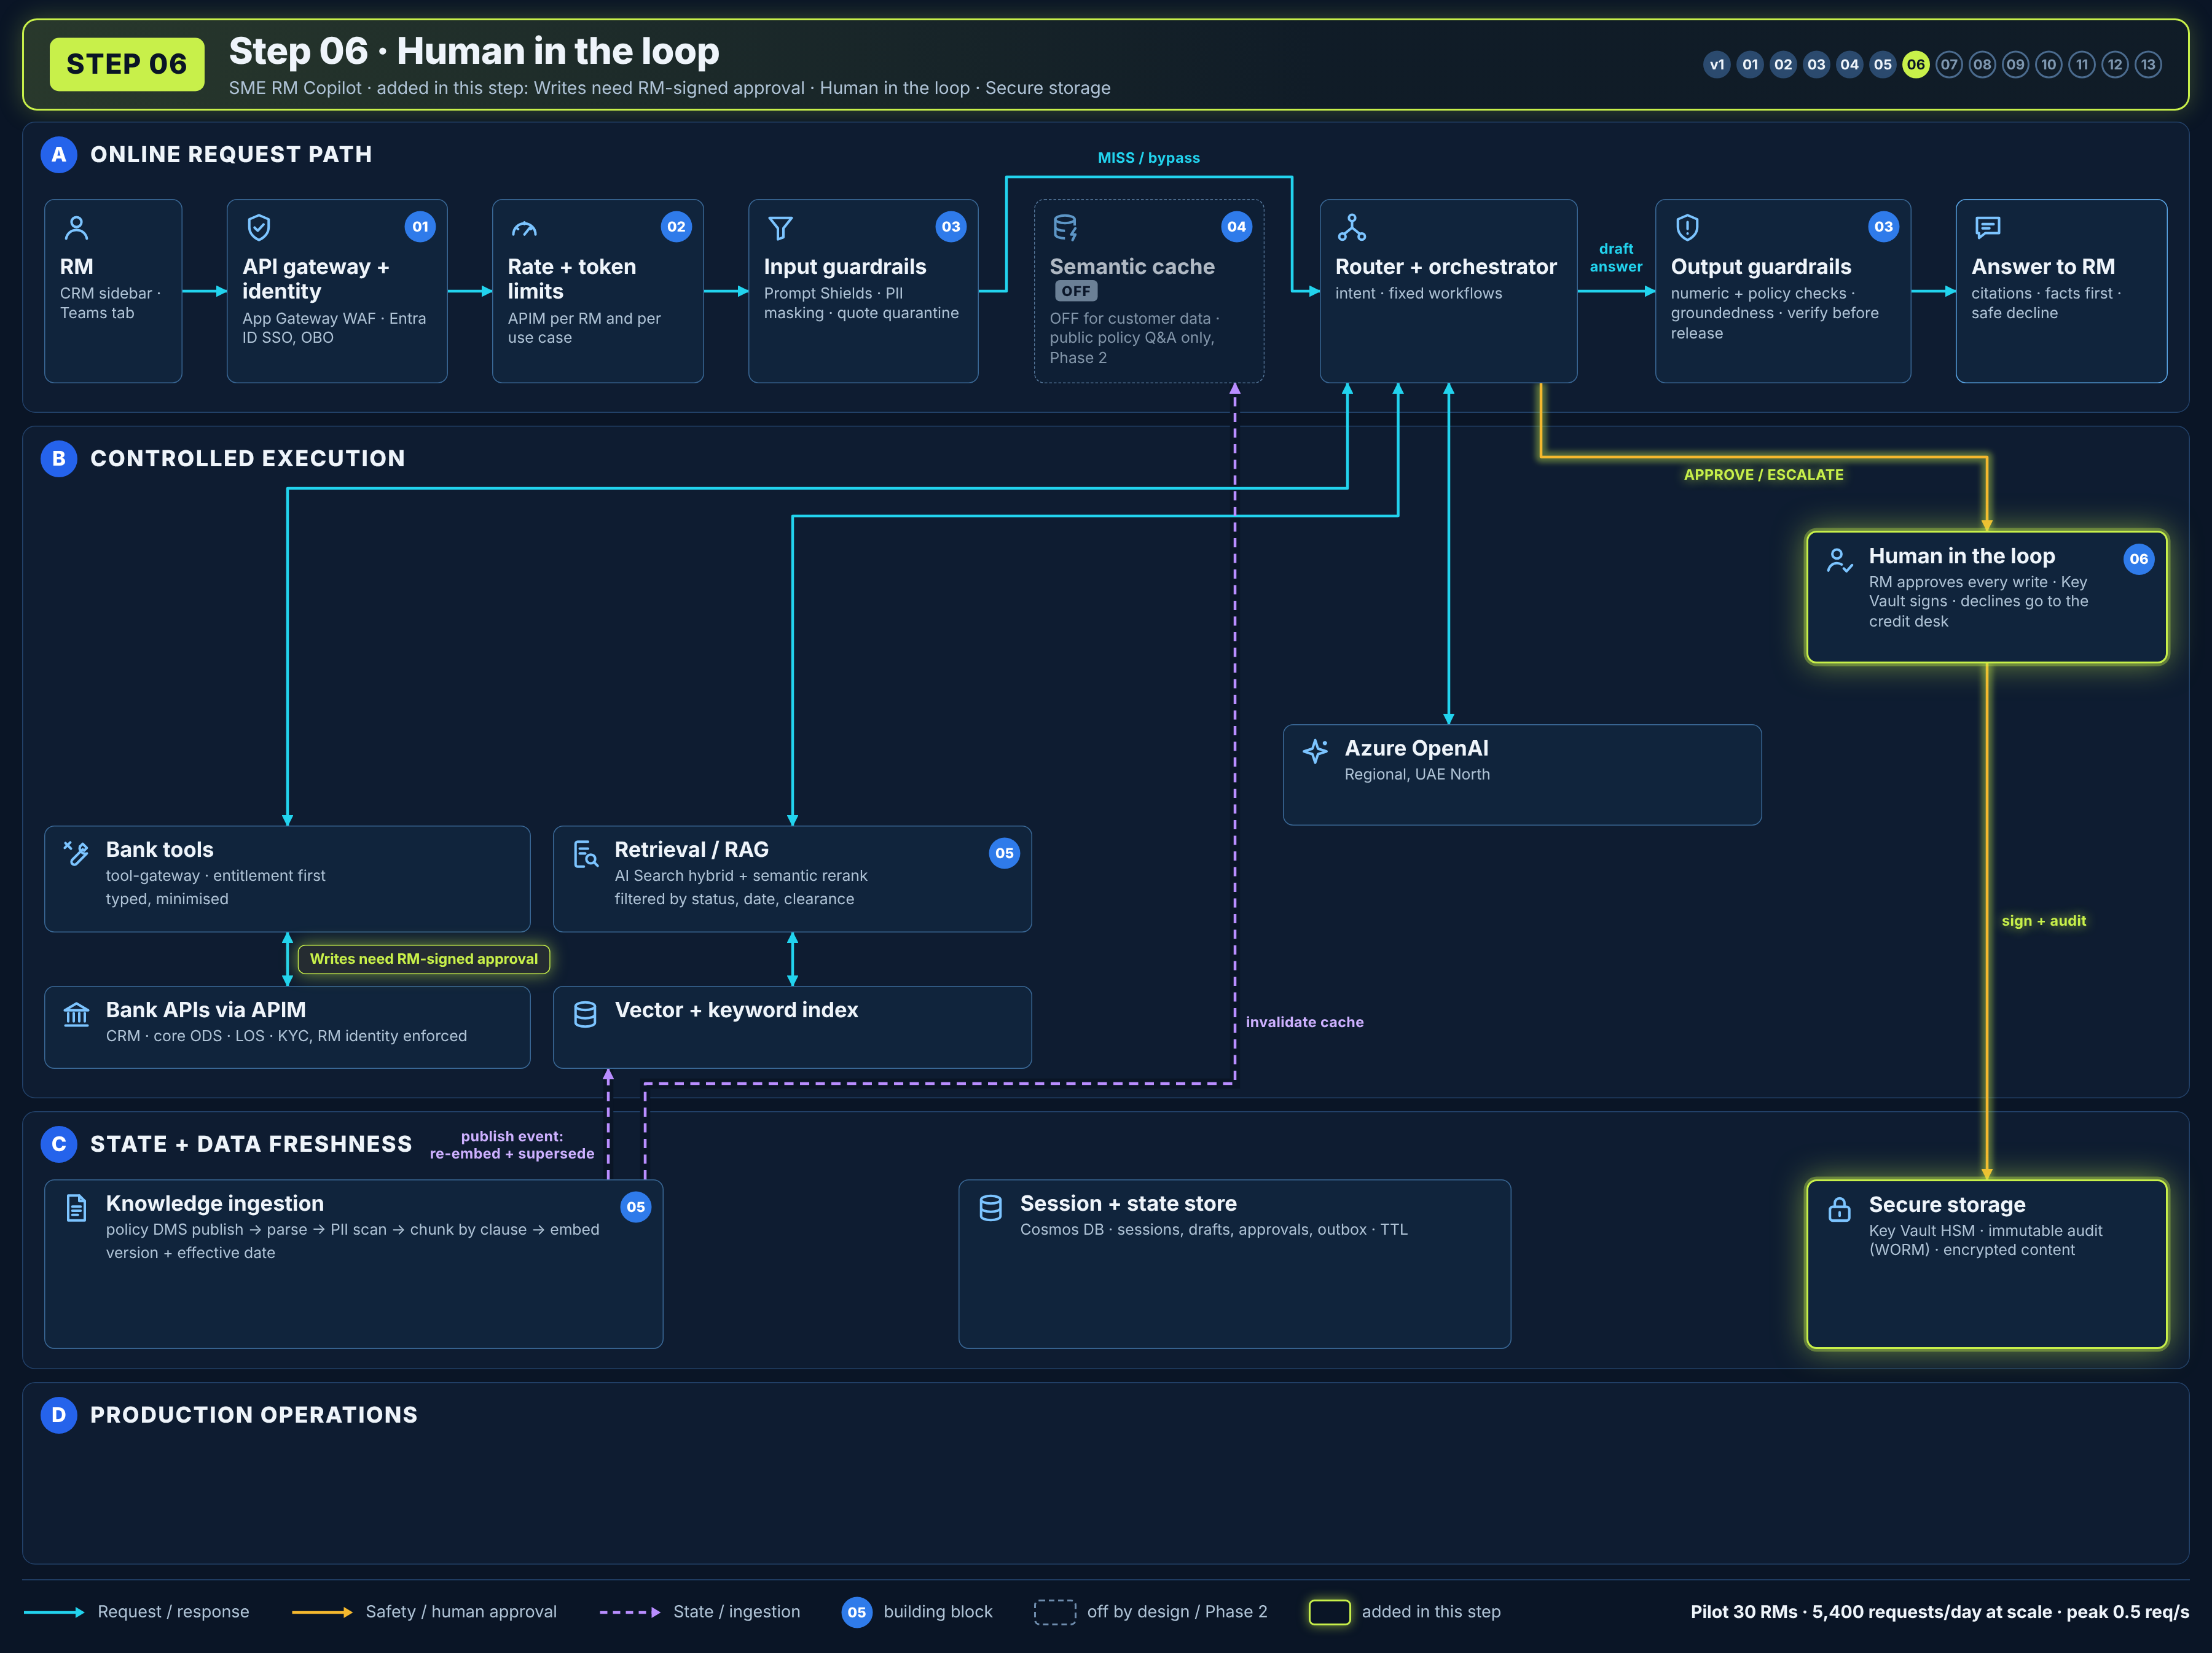 STEP 06
Step 06 · Human in the loop
SME RM Copilot · added in this step: Writes need RM-signed approval · Human in the loop · Secure storage
v1 01 02 03 04 05 06 07 08 09 10 11 12 13
A ONLINE REQUEST PATH
MISS / bypass
RM
CRM sidebar ·
Teams tab
01
API gateway +
identity
App Gateway WAF · Entra
ID SSO, OBO
02
Rate + token
limits
APIM per RM and per
use case
03
Input guardrails
Prompt Shields · PII
masking · quote quarantine
04
Semantic cache
OFF
OFF for customer data ·
public policy Q&A only,
Phase 2
Router + orchestrator
intent · fixed workflows
draft
answer
03
Output guardrails
numeric + policy checks ·
groundedness · verify before
release
Answer to RM
citations · facts first ·
safe decline
B CONTROLLED EXECUTION
APPROVE / ESCALATE
Human in the loop
06
RM approves every write · Key
Vault signs · declines go to the
credit desk
Azure OpenAI
Regional, UAE North
Bank tools
tool-gateway · entitlement first
typed, minimised
Retrieval / RAG
05
AI Search hybrid + semantic rerank
filtered by status, date, clearance
sign + audit
Writes need RM-signed approval
Bank APIs via APIM
CRM · core ODS · LOS · KYC, RM identity enforced
Vector + keyword index
invalidate cache
C STATE + DATA FRESHNESS
publish event:
re-embed + supersede
Knowledge ingestion
05
policy DMS publish → parse → PII scan → chunk by clause → embed
version + effective date
Session + state store
Cosmos DB · sessions, drafts, approvals, outbox · TTL
Secure storage
Key Vault HSM · immutable audit
(WORM) · encrypted content
D PRODUCTION OPERATIONS
Request / response
Safety / human approval
State / ingestion
05 building block
off by design / Phase 2
added in this step
Pilot 30 RMs · 5,400 requests/day at scale · peak 0.5 req/s